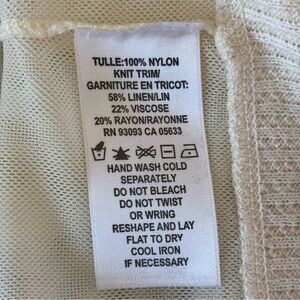 TULLE:100% NYLON
KNIT TRIM/
GARNITURE EN TRICOT:
58% LINEN/LIN
22% VISCOSE
20% RAYON/RAYONNE
RN 93093 CA 05633
HAND WASH COLD
SEPARATELY
DO NOT BLEACH
DO NOT TWIST
OR WRING
RESHAPE AND LAY
FLAT TO DRY
COOL IRON
IF NECESSARY